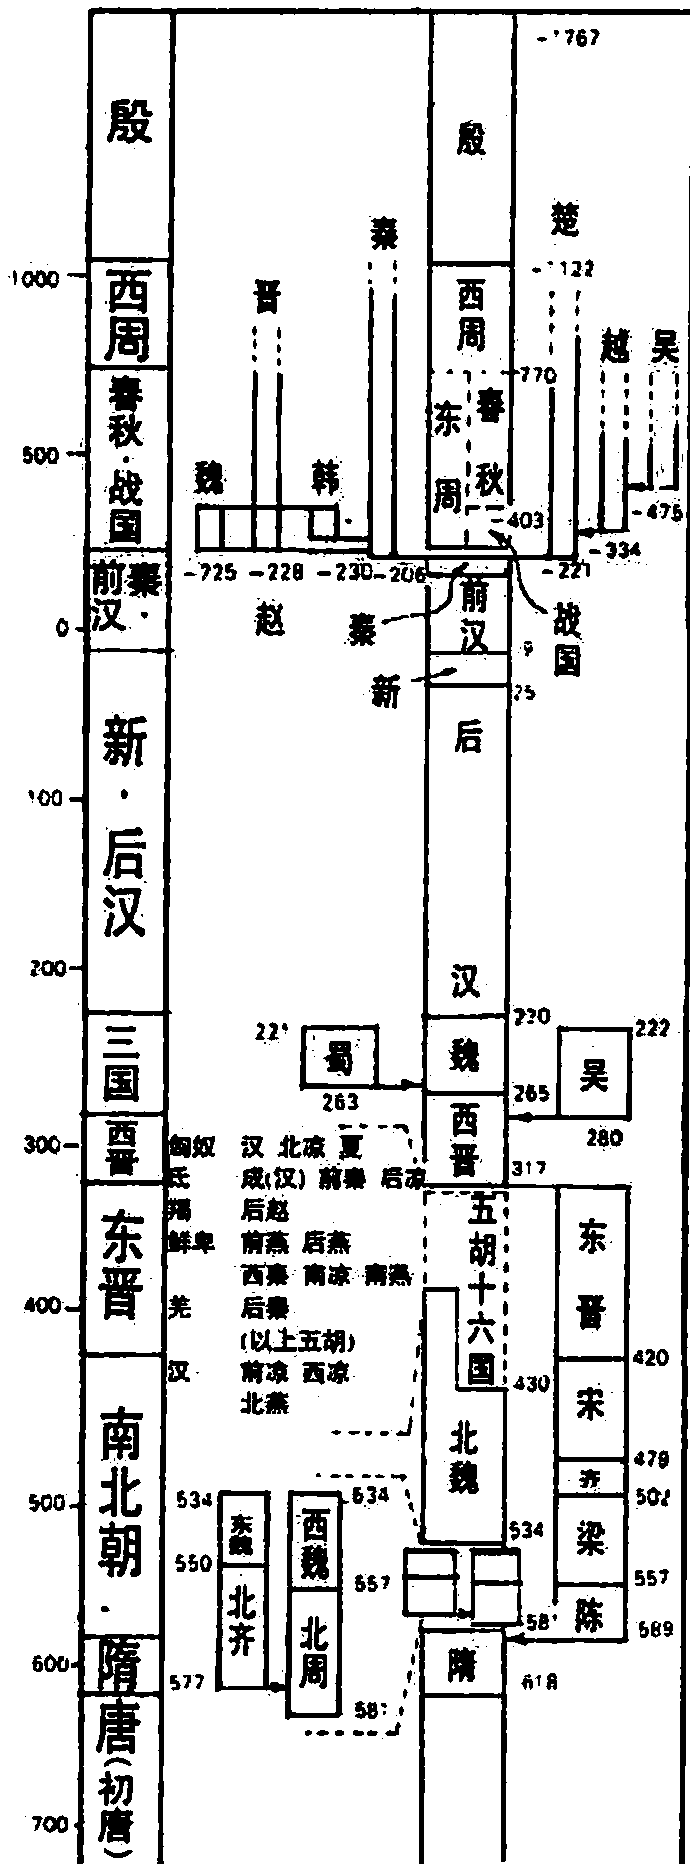 殷
西周
春秋·战国
前汉·秦
新·后汉
三国
西晋
东晋
南北朝
隋
唐(初唐)
1000
500
0
100
200
300
400
500
600
700
-1767
殷
秦
楚
-1122
晋
西周
越
吴
-770
东周
春秋
魏
韩
-403
-475
-334
-725
-228
-230
-206
-221
赵
秦
前汉
战国
9
新
25
后汉
220
221
蜀
263
魏
222
吴
280
265
西晋
317
匈奴 汉 北凉 夏
氐 成(汉) 前秦 后凉
羯 后赵
鲜卑 前燕 后燕
西秦 南凉 南燕
羌 后秦
(以上五胡)
汉 前凉 西凉
北燕
五胡十六国
东晋
420
430
宋
北魏
479
齐
502
534
东魏
550
北齐
577
西魏
534
557
北周
581
534
梁
557
陈
589
581
隋
618